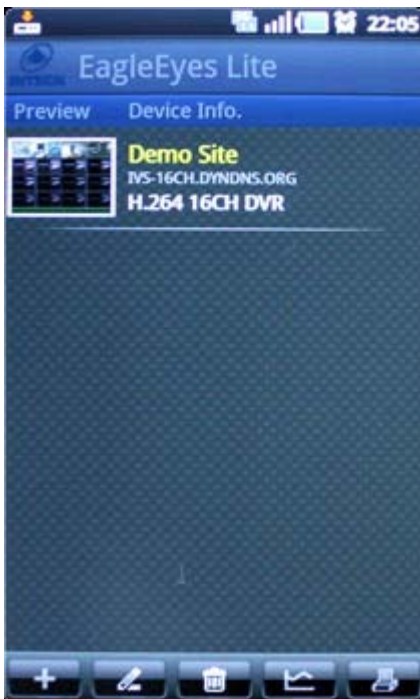 22:05
EagleEyes Lite
Preview Device Info.
Demo Site
IVS-16CH.DYNDNS.ORG
H.264 16CH DVR